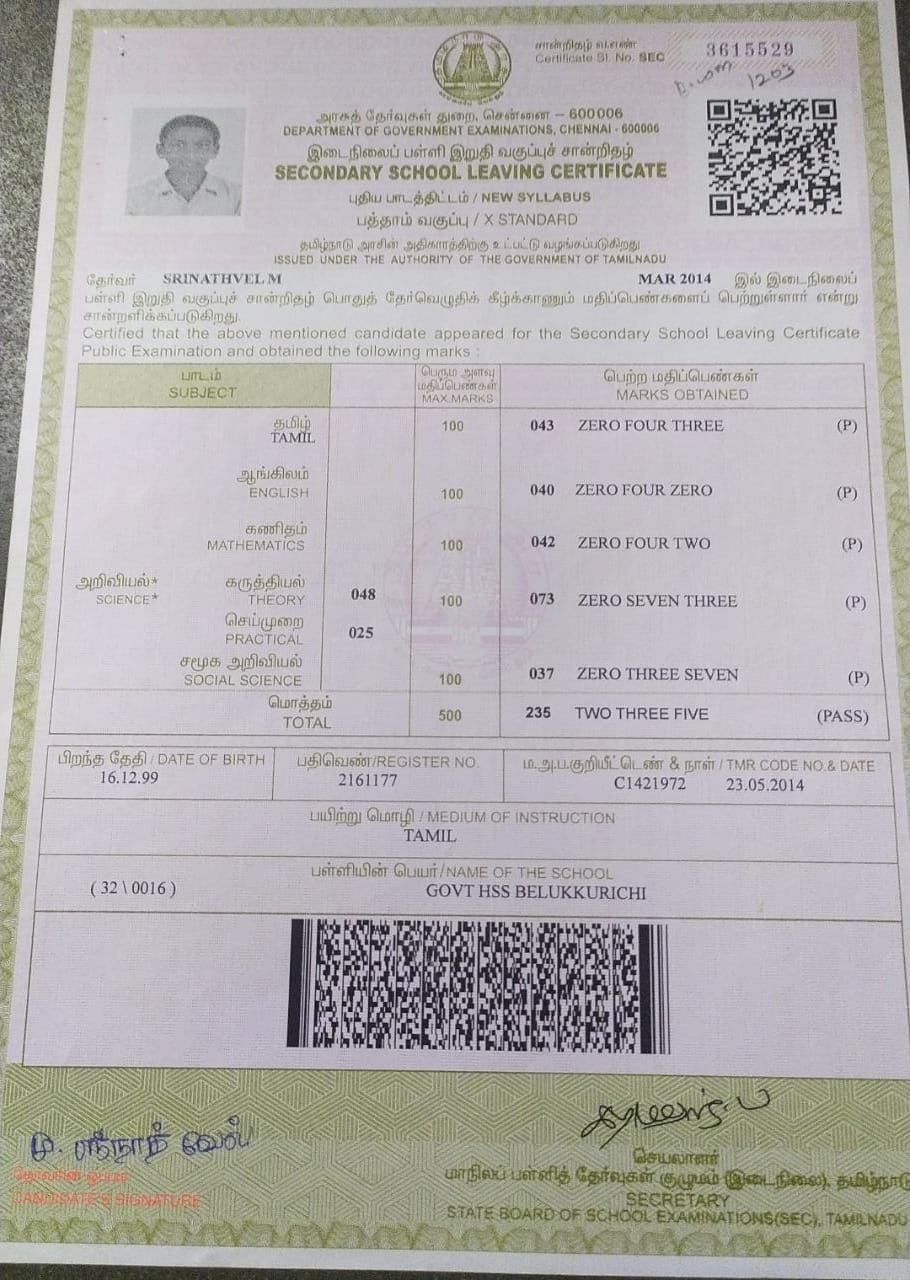 சான்றிதழ் வ.எண்
Certificate Sl. No. SEC 3615529
1203
அரசுத் தேர்வுகள் துறை, சென்னை – 600006
DEPARTMENT OF GOVERNMENT EXAMINATIONS, CHENNAI - 600006
இடைநிலைப் பள்ளி இறுதி வகுப்புச் சான்றிதழ்
SECONDARY SCHOOL LEAVING CERTIFICATE
புதிய பாடத்திட்டம் / NEW SYLLABUS
பத்தாம் வகுப்பு / X STANDARD
தமிழ்நாடு அரசின் அதிகாரத்திற்கு உட்பட்டு வழங்கப்படுகிறது
ISSUED UNDER THE AUTHORITY OF THE GOVERNMENT OF TAMILNADU
தேர்வர் SRINATHVEL M MAR 2014 இல் இடைநிலைப்
பள்ளி இறுதி வகுப்புச் சான்றிதழ் பொதுத் தேர்வெழுதிக் கீழ்க்காணும் மதிப்பெண்களைப் பெற்றுள்ளார் என்று
சான்றளிக்கப்படுகிறது.
Certified that the above mentioned candidate appeared for the Secondary School Leaving Certificate
Public Examination and obtained the following marks :
பாடம் பெரும அளவு மதிப்பெண்கள் பெற்ற மதிப்பெண்கள்
SUBJECT MAX.MARKS MARKS OBTAINED
தமிழ்
TAMIL 100 043 ZERO FOUR THREE (P)
ஆங்கிலம்
ENGLISH 100 040 ZERO FOUR ZERO (P)
கணிதம்
MATHEMATICS 100 042 ZERO FOUR TWO (P)
அறிவியல்* கருத்தியல்
SCIENCE* THEORY 048 100 073 ZERO SEVEN THREE (P)
செய்முறை
PRACTICAL 025
சமூக அறிவியல்
SOCIAL SCIENCE 100 037 ZERO THREE SEVEN (P)
மொத்தம்
TOTAL 500 235 TWO THREE FIVE (PASS)
பிறந்த தேதி / DATE OF BIRTH பதிவெண்/REGISTER NO. ம.அ.ப.குறியீட்டெண் & நாள் / TMR CODE NO.& DATE
16.12.99 2161177 C1421972 23.05.2014
பயிற்று மொழி / MEDIUM OF INSTRUCTION
TAMIL
பள்ளியின் பெயர்/NAME OF THE SCHOOL
( 32 \ 0016 ) GOVT HSS BELUKKURICHI
மு. ஸ்ரீநாத் வேல்
தேர்வரின் ஒப்பம்
CANDIDATE'S SIGNATURE
செயலாளர்
மாநிலப் பள்ளித் தேர்வுகள் குழுமம் (இடைநிலை), தமிழ்நாடு
SECRETARY
STATE BOARD OF SCHOOL EXAMINATIONS(SEC), TAMILNADU